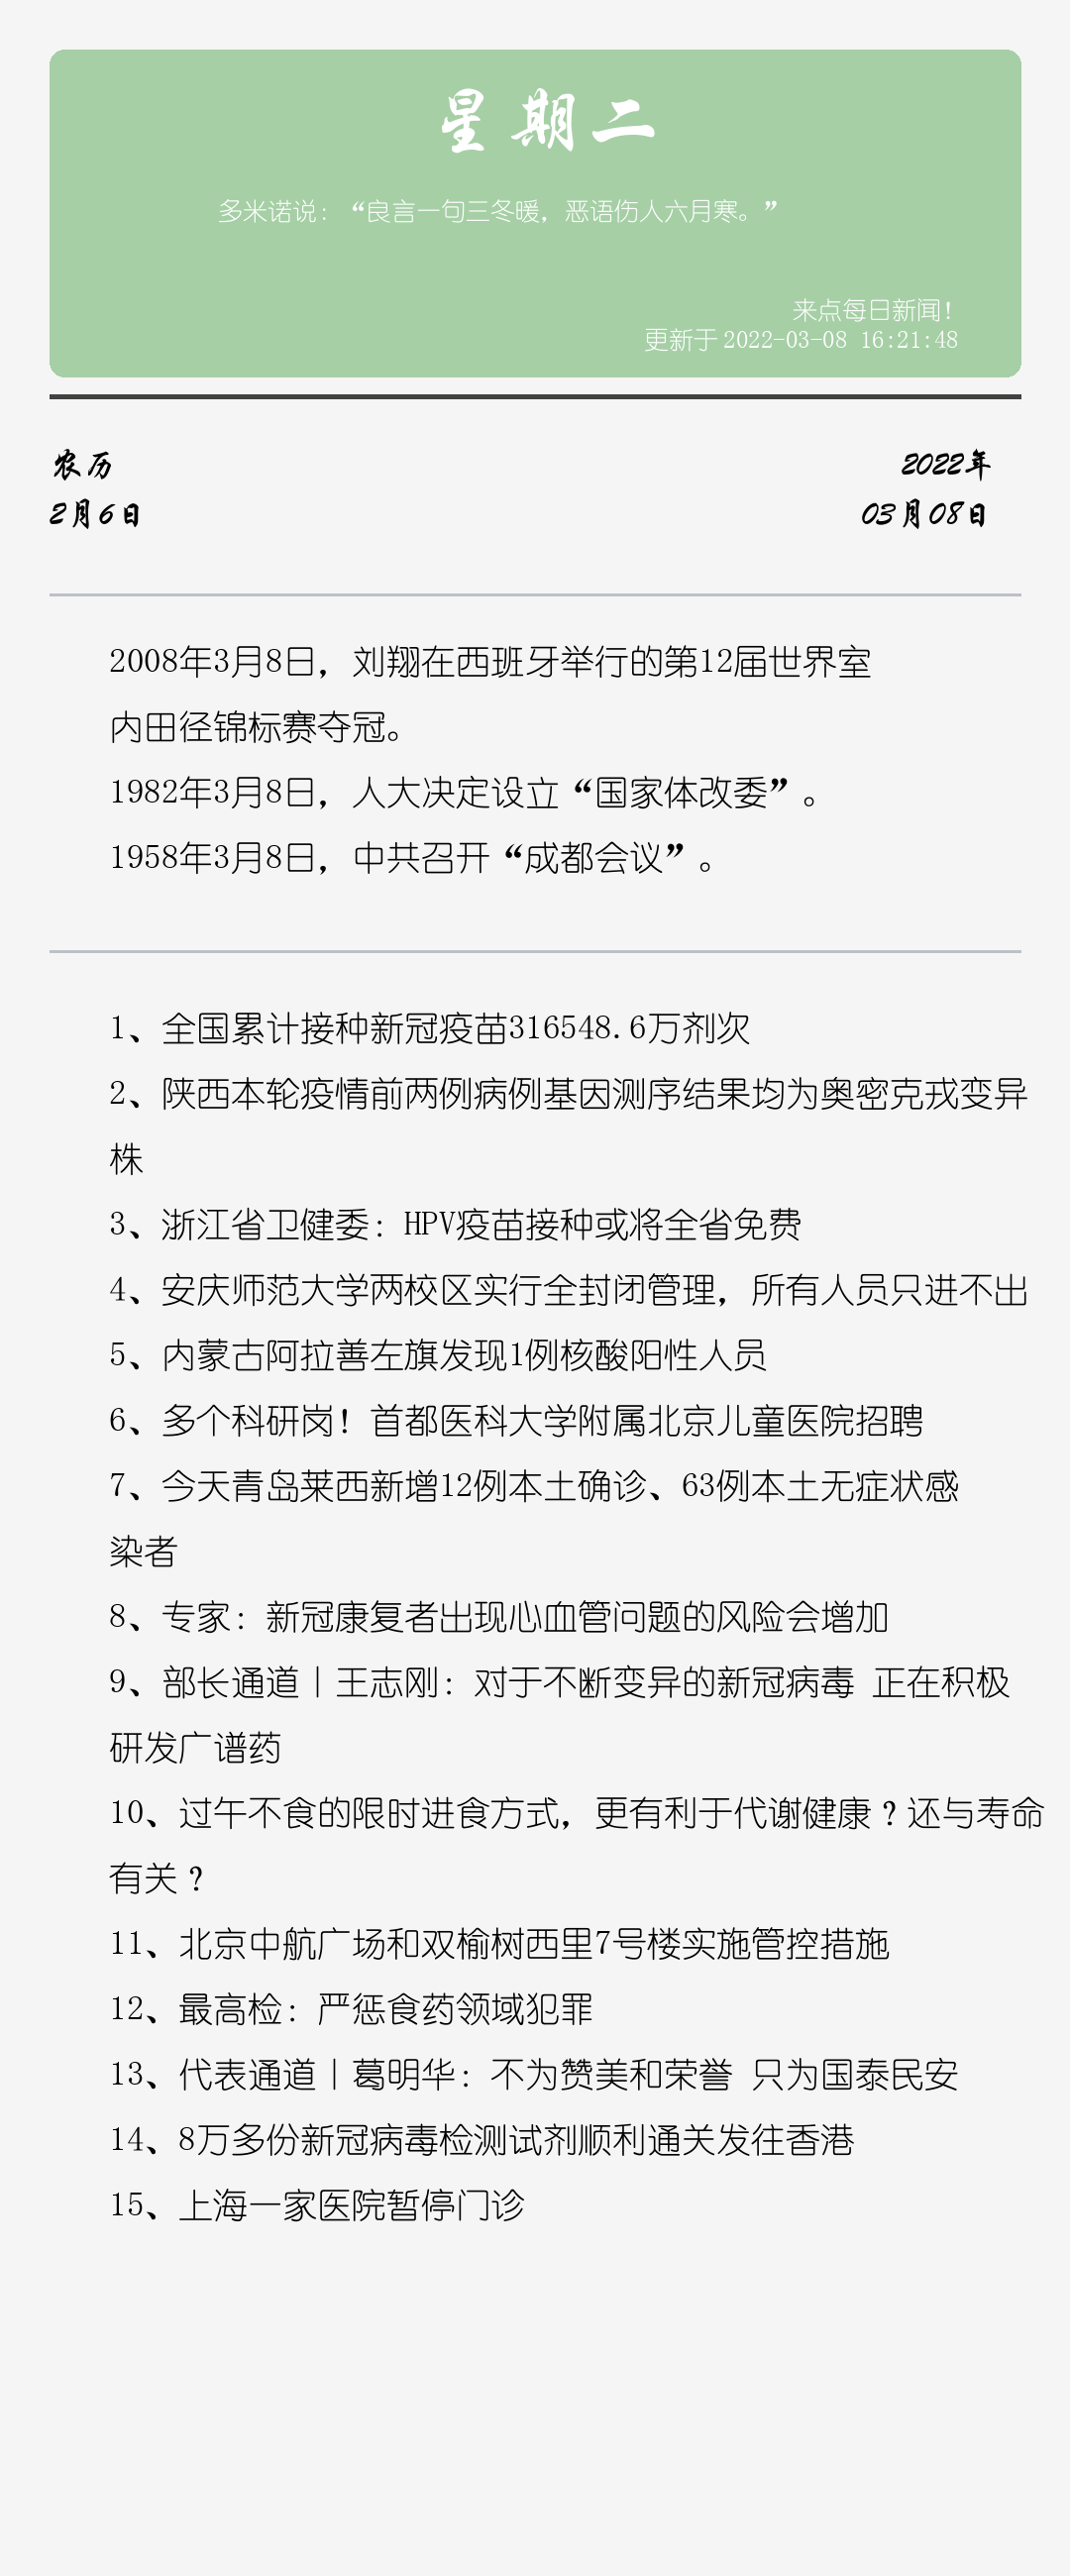 星期二
多米诺说：“良言一句三冬暖，恶语伤人六月寒。”
来点每日新闻！
更新于2022-03-08 16:21:48
农历
2022年
2月6日
03月08日
2008年3月8日，刘翔在西班牙举行的第12届世界室
内田径锦标赛夺冠。
1982年3月8日，人大决定设立“国家体改委”。
1958年3月8日，中共召开“成都会议”。
1、全国累计接种新冠疫苗316548.6万剂次
2、陕西本轮疫情前两例病例基因测序结果均为奥密克戎变异
株
3、浙江省卫健委：HPV疫苗接种或将全省免费
4、安庆师范大学两校区实行全封闭管理，所有人员只进不出
5、内蒙古阿拉善左旗发现1例核酸阳性人员
6、多个科研岗！首都医科大学附属北京儿童医院招聘
7、今天青岛莱西新增12例本土确诊、63例本土无症状感
染者
8、专家：新冠康复者出现心血管问题的风险会增加
9、部长通道丨王志刚：对于不断变异的新冠病毒 正在积极
研发广谱药
10、过午不食的限时进食方式，更有利于代谢健康？还与寿命
有关？
11、北京中航广场和双榆树西里7号楼实施管控措施
12、最高检：严惩食药领域犯罪
13、代表通道丨葛明华：不为赞美和荣誉 只为国泰民安
14、8万多份新冠病毒检测试剂顺利通关发往香港
15、上海一家医院暂停门诊